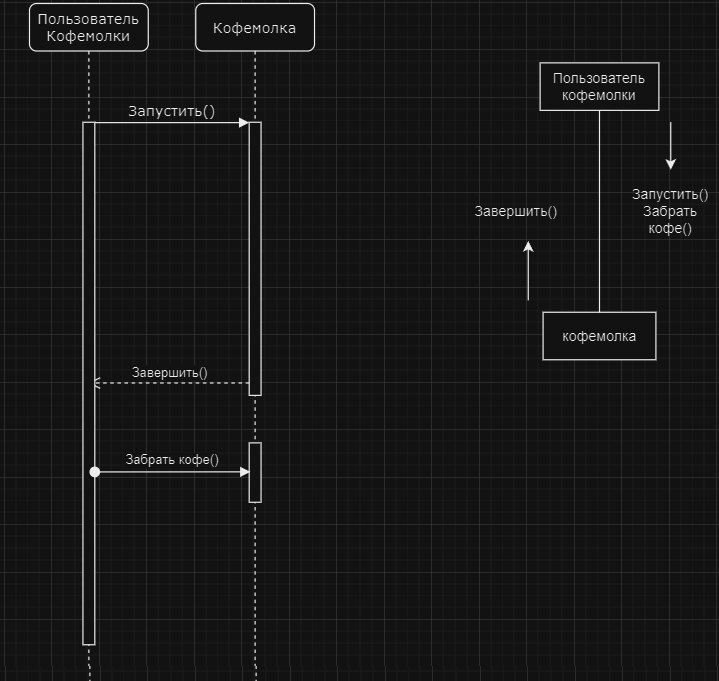 Пользователь
Кофемолки
Кофемолка
Запустить()
Завершить()
Забрать кофе()
Пользователь
кофемолки
Запустить()
Забрать
кофе()
Завершить()
кофемолка